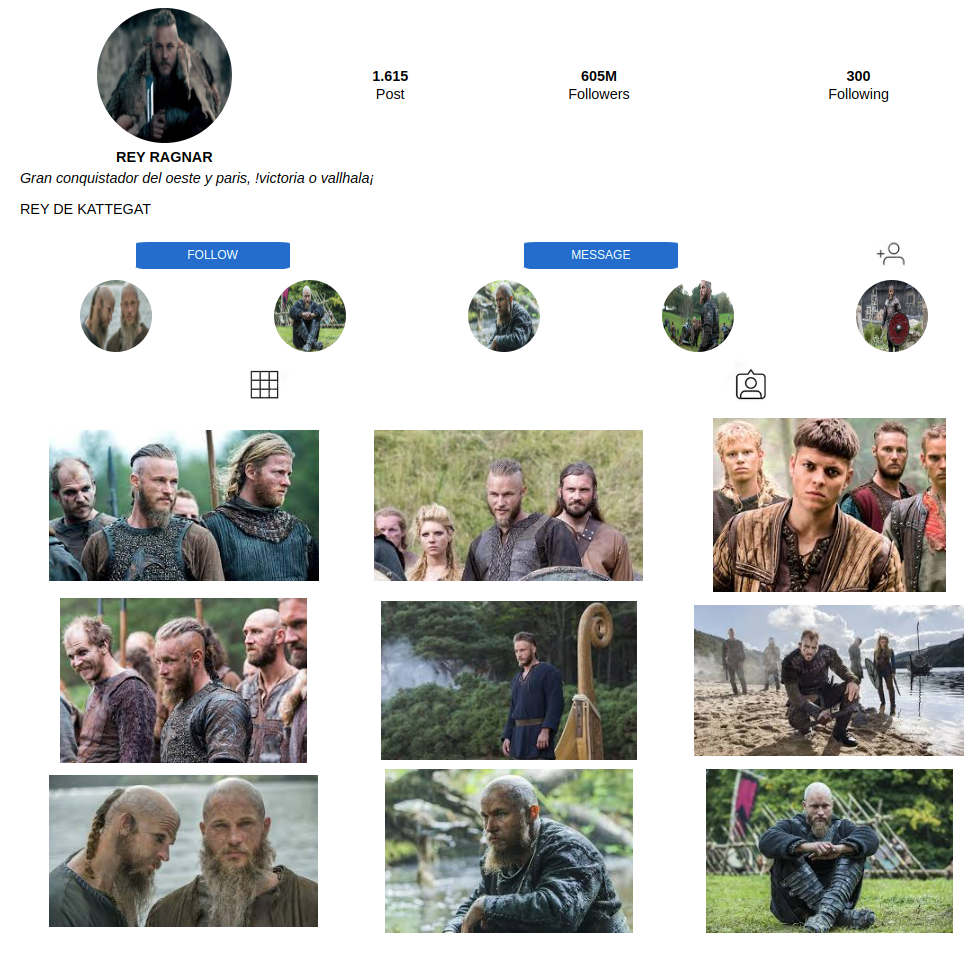 1.615
Post
605M
Followers
300
Following
REY RAGNAR
Gran conquistador del oeste y paris, !victoria o vallhala¡
REY DE KATTEGAT
FOLLOW
MESSAGE